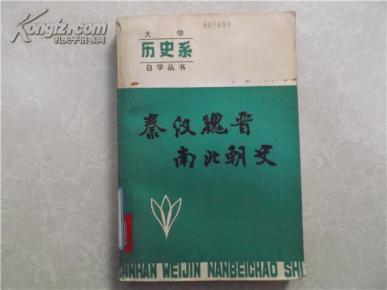 Kongfz.com
孔夫子旧书网
009699
大学
历史系
自学丛书
秦汉魏晋
南北朝史
QINHAN WEIJIN NANBEICHAO SHI